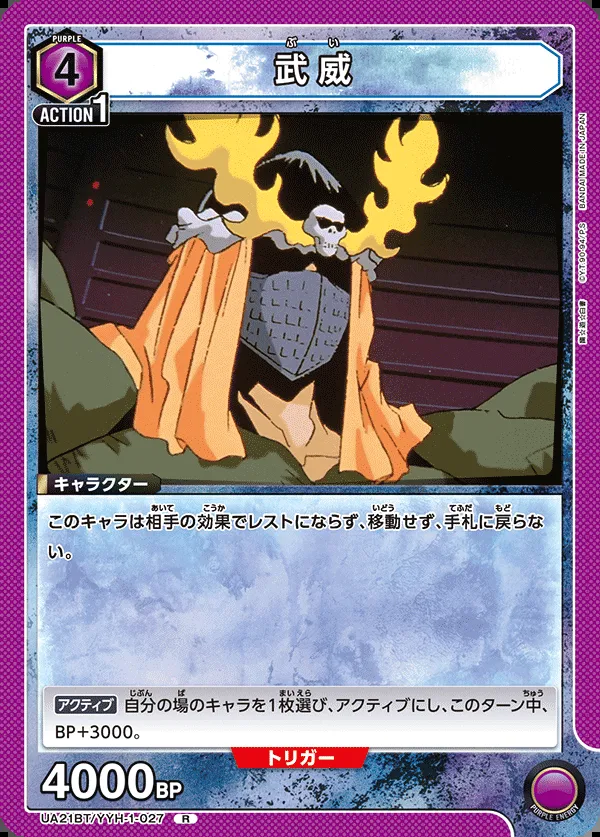 PURPLE
4
ACTION 1
ぶ い
武威
BANDAI MADE IN JAPAN
©Y.T. 90-94/P.S
キャラクター
このキャラは相手の効果でレストにならず、移動せず、手札に戻らな
い。
アクティブ 自分の場のキャラを1枚選び、アクティブにし、このターン中、
BP+3000。
トリガー
4000BP
UA21BT/YYH-1-027 R
PURPLE ENERGY